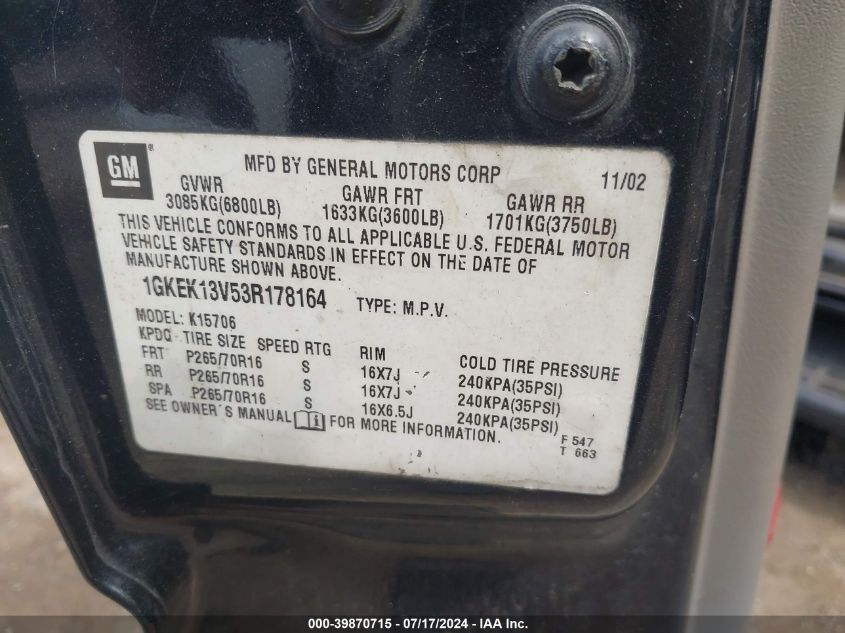 GM
MFD BY GENERAL MOTORS CORP 11/02
GVWR GAWR FRT GAWR RR
3085KG(6800LB) 1633KG(3600LB) 1701KG(3750LB)
THIS VEHICLE CONFORMS TO ALL APPLICABLE U.S. FEDERAL MOTOR
VEHICLE SAFETY STANDARDS IN EFFECT ON THE DATE OF
MANUFACTURE SHOWN ABOVE.
1GKEK13V53R178164 TYPE: M.P.V.
MODEL: K15706
KPDQ TIRE SIZE SPEED RTG RIM COLD TIRE PRESSURE
FRT P265/70R16 S 16X7J 240KPA(35PSI)
RR P265/70R16 S 16X7J 240KPA(35PSI)
SPA P265/70R16 S 16X6.5J 240KPA(35PSI)
SEE OWNER'S MANUAL FOR MORE INFORMATION.
F 547
T 663
000-39870715 - 07/17/2024 - IAAI Inc.